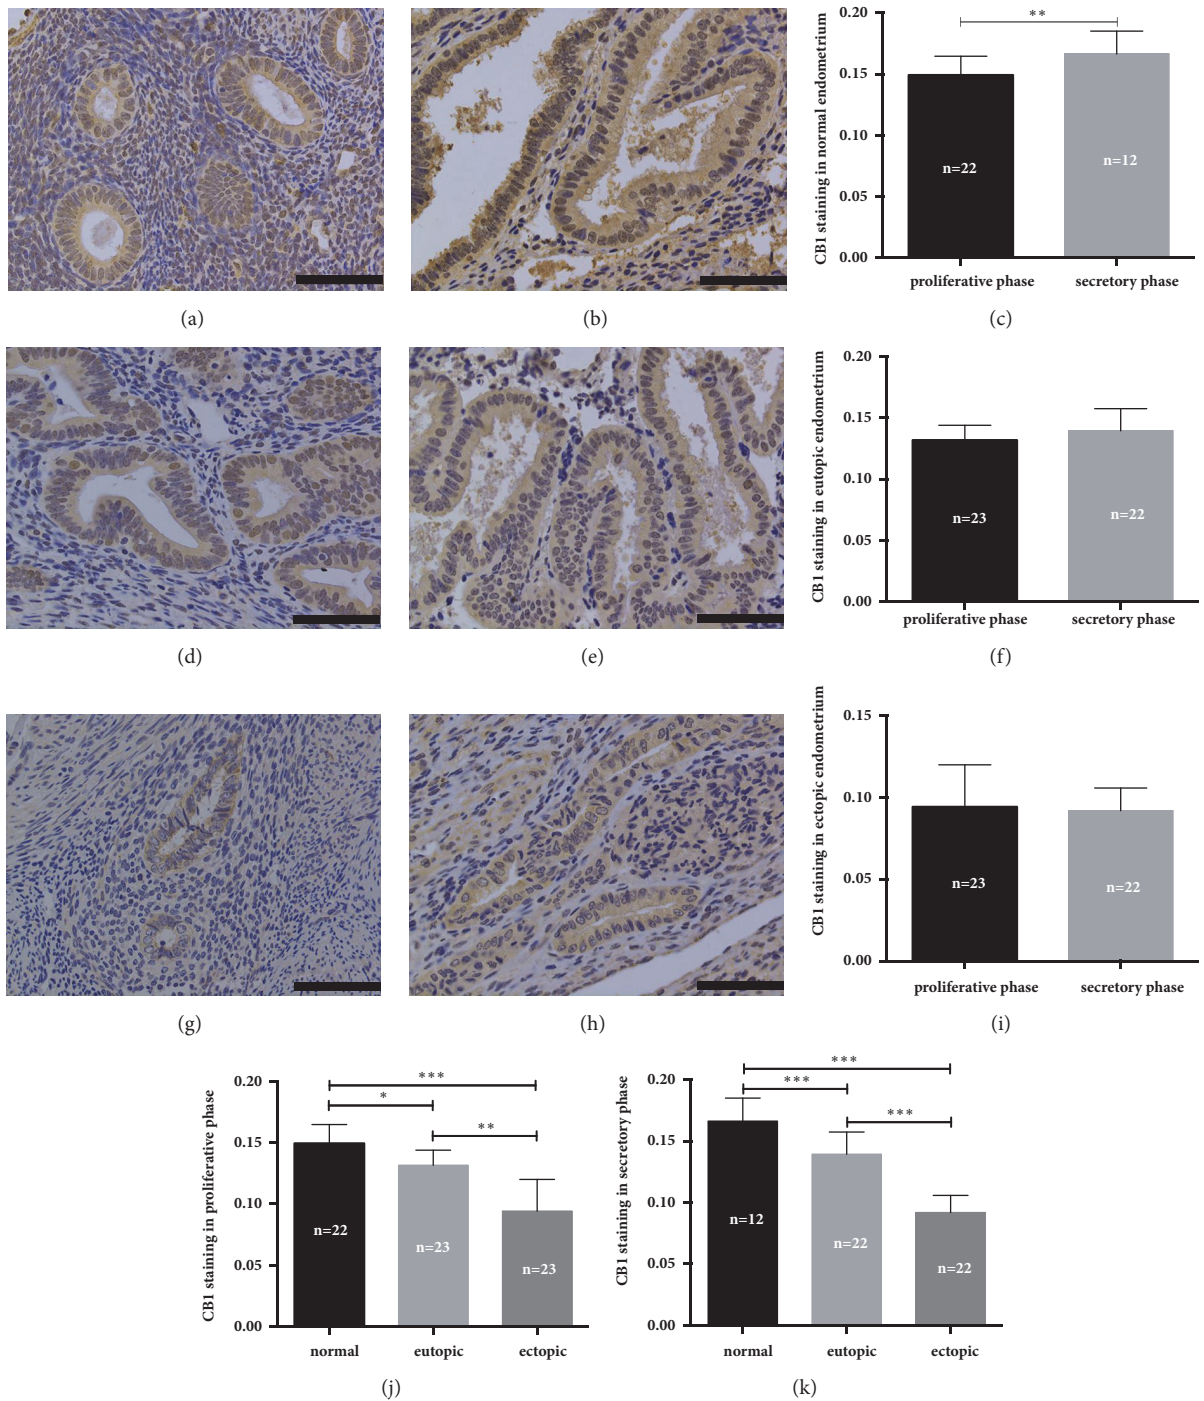 CB1 staining in normal endometrium
0.20
0.15
0.10
0.05
0.00
**
n=22
n=12
proliferative phase
secretory phase
(a)
(b)
(c)
CB1 staining in eutopic endometrium
0.20
0.15
0.10
0.05
0.00
n=23
n=22
proliferative phase
secretory phase
(d)
(e)
(f)
CB1 staining in ectopic endometrium
0.15
0.10
0.05
0.00
n=23
n=22
proliferative phase
secretory phase
(g)
(h)
(i)
CB1 staining in proliferative phase
0.20
0.15
0.10
0.05
0.00
***
*
**
n=22
n=23
n=23
normal
eutopic
ectopic
(j)
CB1 staining in secretory phase
0.20
0.15
0.10
0.05
0.00
***
***
***
n=12
n=22
n=22
normal
eutopic
ectopic
(k)